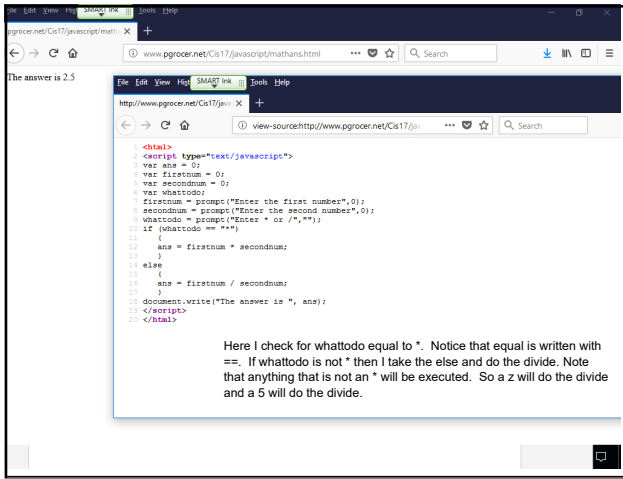 File Edit View Hist SMART Ink Tools Help
pgrocer.net/Cis17/javascript/math
www.pgrocer.net/Cis17/javascript/mathans.html
Search
The answer is 2.5
File Edit View Hist SMART Ink Tools Help
http://www.pgrocer.net/Cis17/java
view-source:http://www.pgrocer.net/Cis17/jav
Search
1 <html>
2 <script type="text/javascript">
3 var ans = 0;
4 var firstnum = 0;
5 var secondnum = 0;
6 var whattodo;
7 firstnum = prompt("Enter the first number",0);
8 secondnum = prompt("Enter the second number",0);
9 whattodo = prompt("Enter * or /","");
10 if (whattodo == "*")
11 {
12 ans = firstnum * secondnum;
13 }
14 else
15 {
16 ans = firstnum / secondnum;
17 }
18 document.write("The answer is ", ans);
19 </script>
20 </html>
Here I check for whattodo equal to *. Notice that equal is written with
==. If whattodo is not * then I take the else and do the divide. Note
that anything that is not an * will be executed. So a z will do the divide
and a 5 will do the divide.